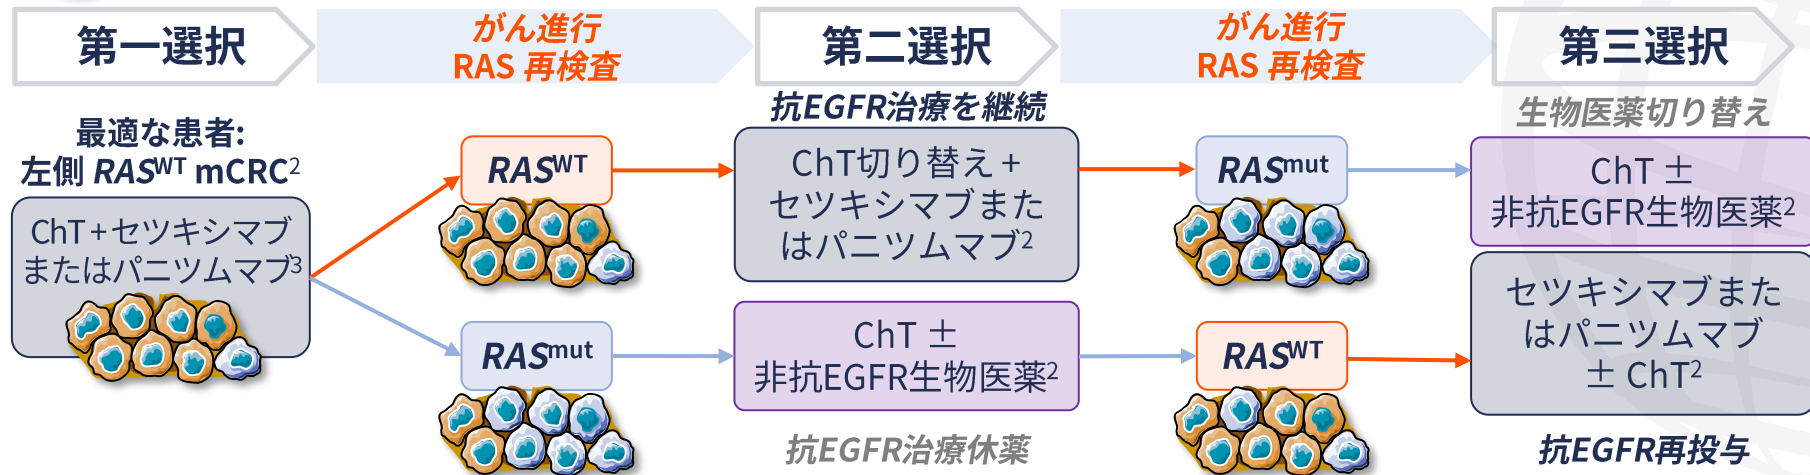 第一選択
がん進行
RAS 再検査
第二選択
がん進行
RAS 再検査
第三選択
最適な患者:
左側 RASWT mCRC2
ChT+セツキシマブ
またはパニツムマブ3
RASWT
RASmut
抗EGFR治療を継続
ChT切り替え +
セツキシマブまた
はパニツムマブ2
ChT ±
非抗EGFR生物医薬2
抗EGFR治療休薬
RASmut
RASWT
生物医薬切り替え
ChT ±
非抗EGFR生物医薬2
セツキシマブまた
はパニツムマブ
± ChT2
抗EGFR再投与